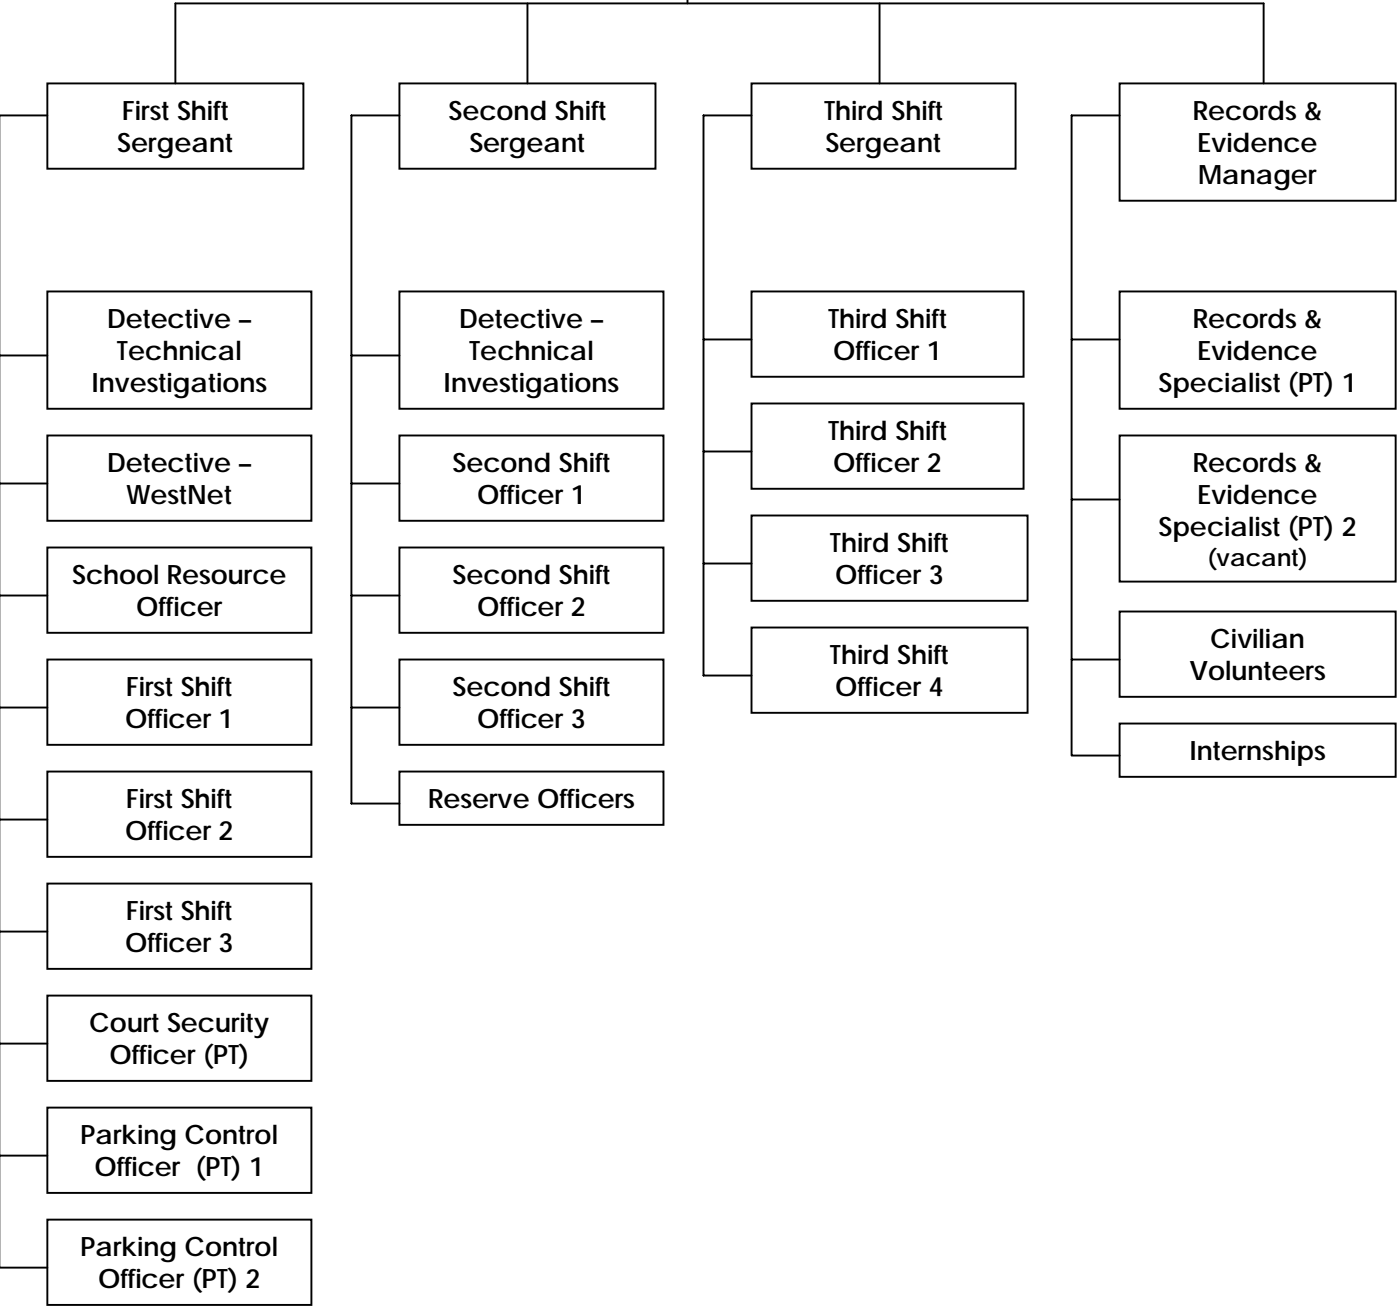 First Shift
Sergeant
Second Shift
Sergeant
Third Shift
Sergeant
Records &
Evidence
Manager
Detective –
Technical
Investigations
Detective –
WestNet
School Resource
Officer
First Shift
Officer 1
First Shift
Officer 2
First Shift
Officer 3
Court Security
Officer (PT)
Parking Control
Officer (PT) 1
Parking Control
Officer (PT) 2
Detective –
Technical
Investigations
Second Shift
Officer 1
Second Shift
Officer 2
Second Shift
Officer 3
Reserve Officers
Third Shift
Officer 1
Third Shift
Officer 2
Third Shift
Officer 3
Third Shift
Officer 4
Records &
Evidence
Specialist (PT) 1
Records &
Evidence
Specialist (PT) 2
(vacant)
Civilian
Volunteers
Internships